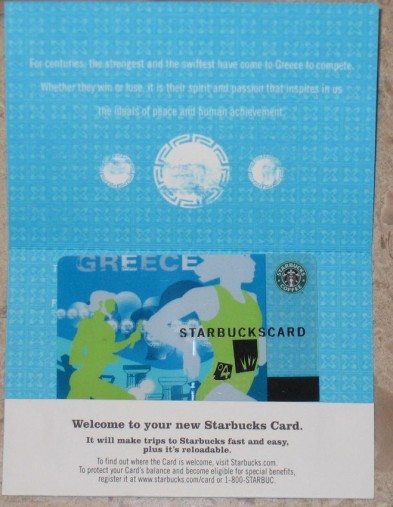 For centuries, the strongest and the swiftest have come to Greece to compete.
Whether they win or lose, it is their spirit and passion that inspires in us
the ideals of peace and human achievement.
GREECE
STARBUCKS
COFFEE
STARBUCKSCARD
04
Welcome to your new Starbucks Card.
It will make trips to Starbucks fast and easy,
plus it's reloadable.
To find out where the Card is welcome, visit Starbucks.com.
To protect your Card's balance and become eligible for special benefits,
register it at www.starbucks.com/card or 1-800-STARBUC.